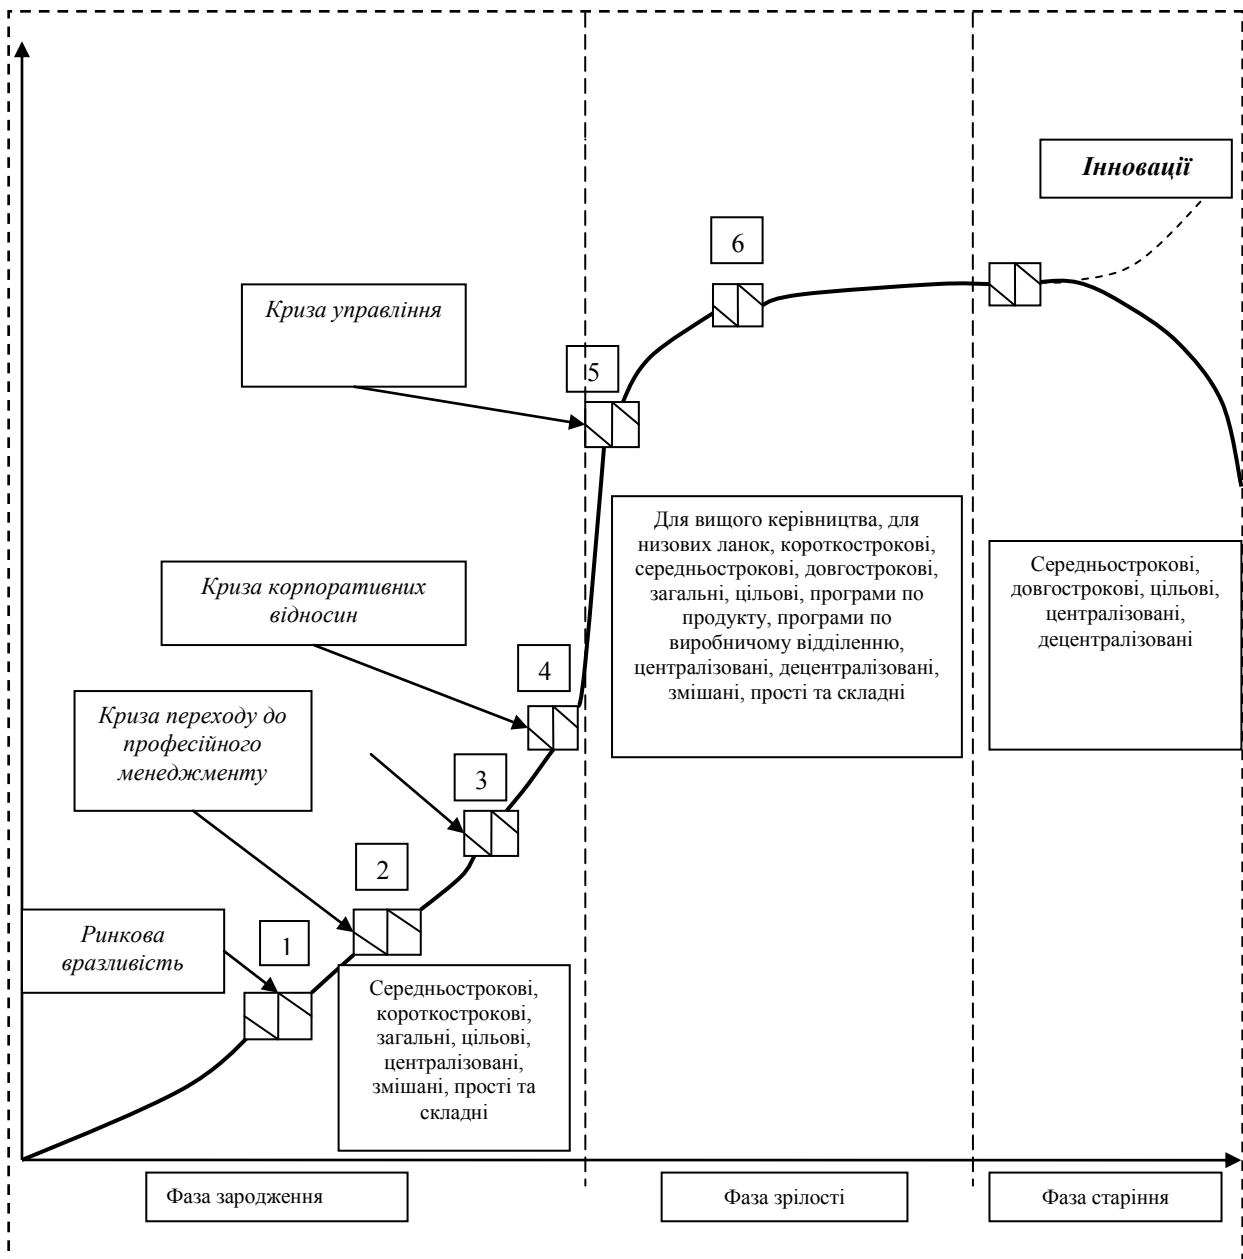 Інновації
6
Криза управління
5
Для вищого керівництва, для
низових ланок, короткострокові,
середньострокові, довгострокові,
загальні, цільові, програми по
продукту, програми по
виробничому відділенню,
централізовані, децентралізовані,
змішані, прості та складні
Середньострокові,
довгострокові, цільові,
централізовані,
децентралізовані
Криза корпоративних
відносин
4
Криза переходу до
професійного
менеджменту
3
2
Ринкова
вразливість
1
Середньострокові,
короткострокові,
загальні, цільові,
централізовані,
змішані, прості та
складні
Фаза зародження
Фаза зрілості
Фаза старіння